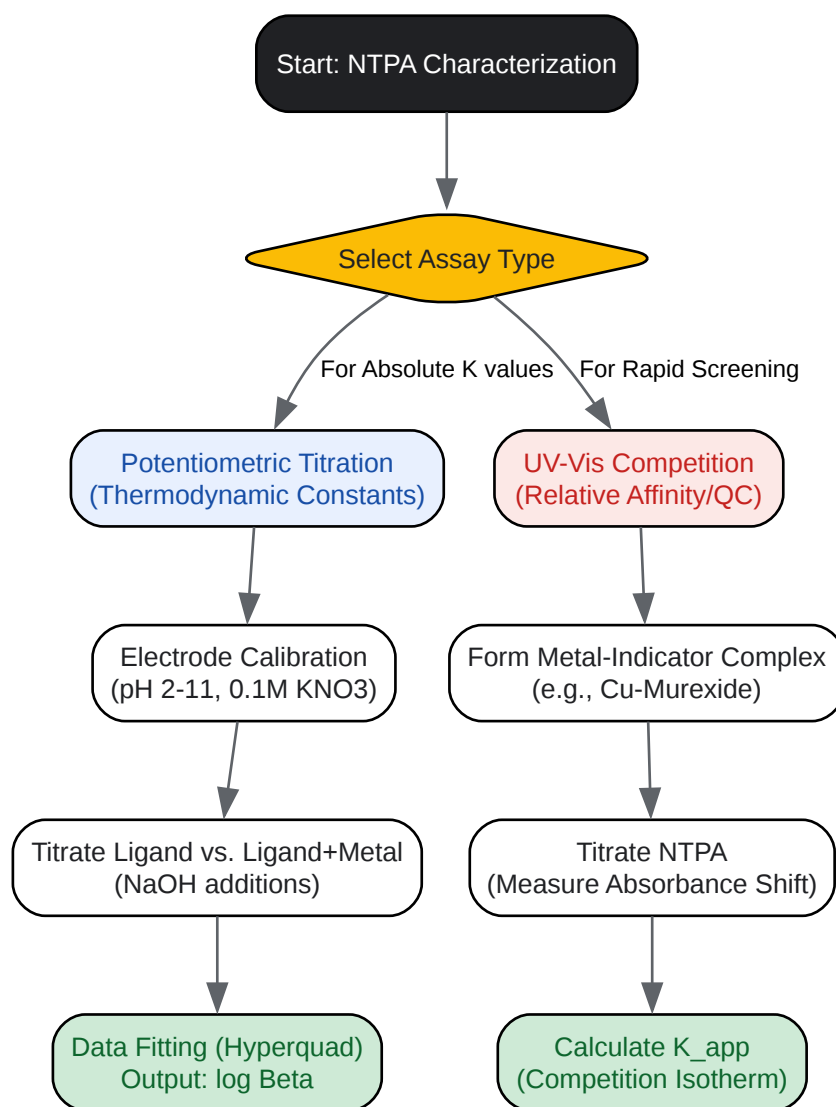 Start: NTPA Characterization
Select Assay Type
For Absolute K values
For Rapid Screening
Potentiometric Titration
(Thermodynamic Constants)
UV-Vis Competition
(Relative Affinity/QC)
Electrode Calibration
(pH 2-11, 0.1M KNO3)
Form Metal-Indicator Complex
(e.g., Cu-Murexide)
Titrate Ligand vs. Ligand+Metal
(NaOH additions)
Titrate NTPA
(Measure Absorbance Shift)
Data Fitting (Hyperquad)
Output: log Beta
Calculate K_app
(Competition Isotherm)